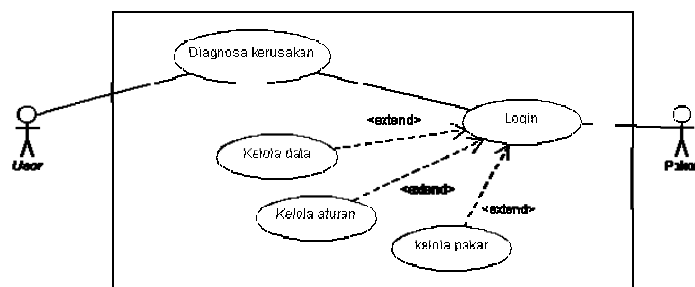 Diagnosa kerusakan
<extend>
Login
Kelola data
User
Pakar
<extend>
Kelola aturan
<extend>
kelola pakar